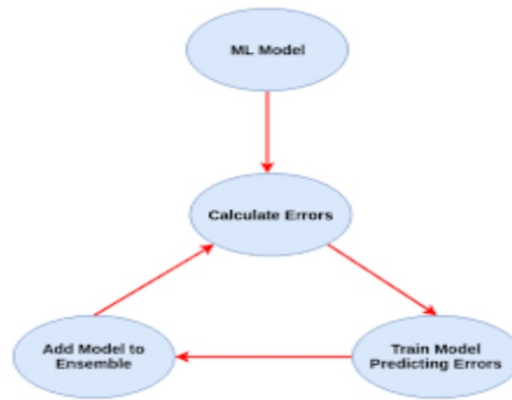 ML Model
Calculate Errors
Add Model to
Ensemble
Train Model
Predicting Errors